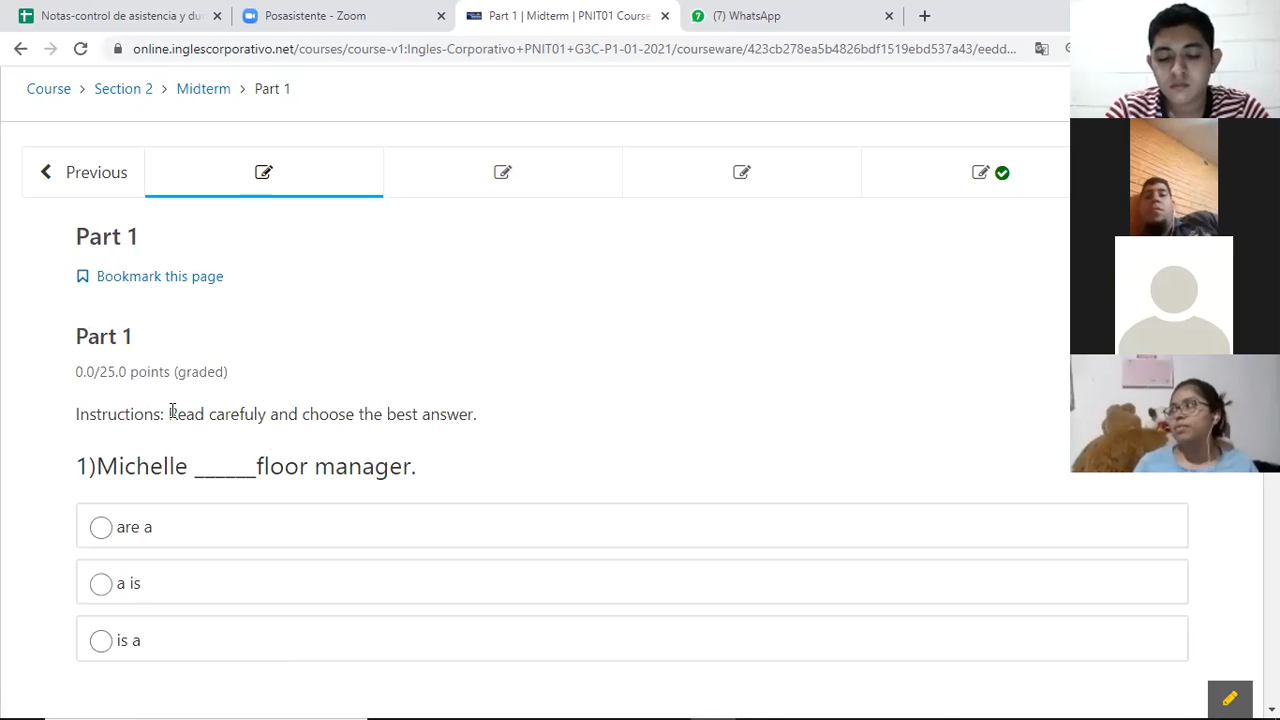 Notas-control de asistencia y du
Posasistente - Zoom
Part 1 | Midterm | PNIT01 Course
(7) WhatsApp
online.inglescorporativo.net/courses/course-v1:Ingles-Corporativo+PNIT01+G3C-P1-01-2021/courseware/423cb278ea5b4826bdf1519ebd537a43/eedd...
Course > Section 2 > Midterm > Part 1
Previous
Part 1
Bookmark this page
Part 1
0.0/25.0 points (graded)
Instructions: Read carefuly and choose the best answer.
1)Michelle ______floor manager.
are a
a is
is a